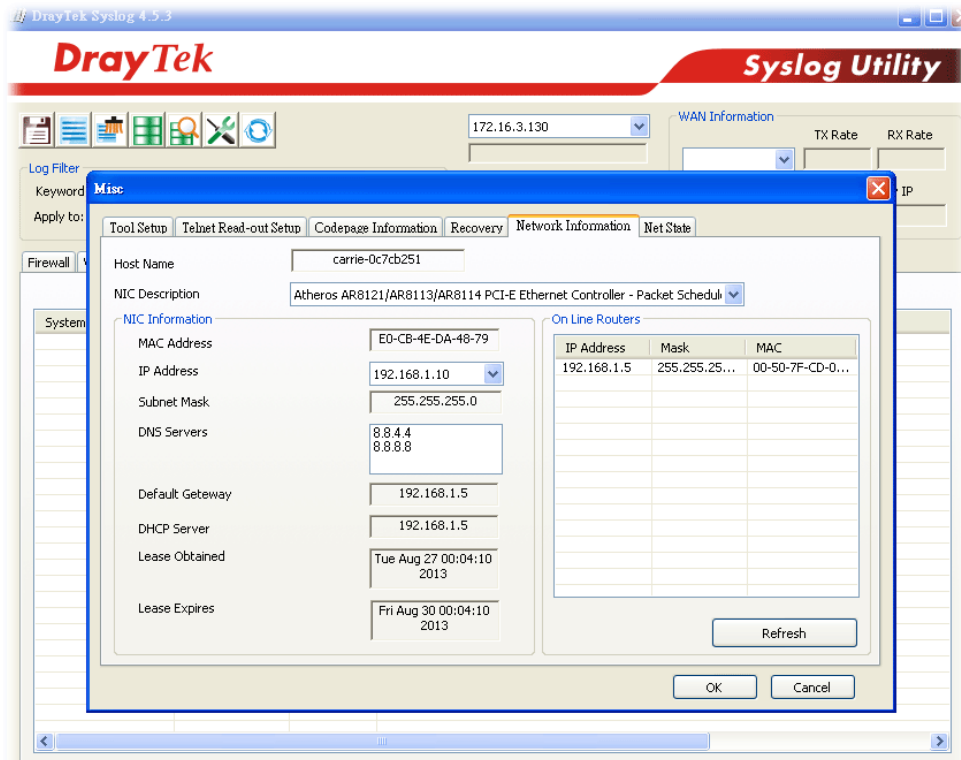 DrayTek Syslog 4.5.3
DrayTek
Syslog Utility
172.16.3.130
WAN Information
TX Rate
RX Rate
Log Filter
Keyword
IP
Apply to:
Misc
Tool Setup
Telnet Read-out Setup
Codepage Information
Recovery
Network Information
Net State
Firewall
System
Host Name
carrie-0c7cb251
NIC Description
Atheros AR8121/AR8113/AR8114 PCI-E Ethernet Controller - Packet Schedul
NIC Information
MAC Address
E0-CB-4E-DA-48-79
IP Address
192.168.1.10
Subnet Mask
255.255.255.0
DNS Servers
8.8.4.4
8.8.8.8
Default Geteway
192.168.1.5
DHCP Server
192.168.1.5
Lease Obtained
Tue Aug 27 00:04:10
2013
Lease Expires
Fri Aug 30 00:04:10
2013
On Line Routers
IP Address Mask MAC
192.168.1.5 255.255.25... 00-50-7F-CD-0...
Refresh
OK
Cancel